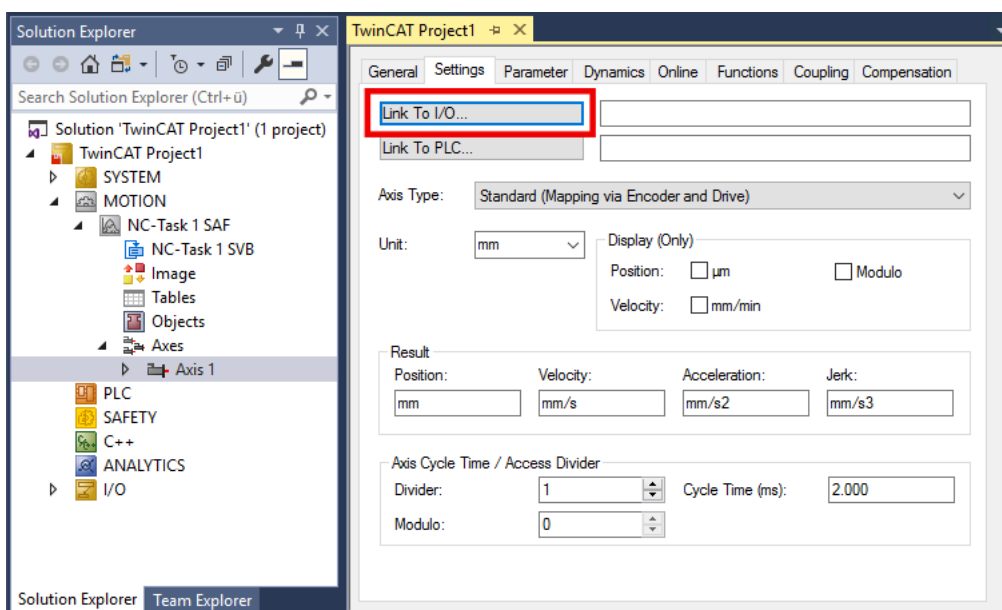 Solution Explorer
Search Solution Explorer (Ctrl+ü)
Solution 'TwinCAT Project1' (1 project)
TwinCAT Project1
SYSTEM
MOTION
NC-Task 1 SAF
NC-Task 1 SVB
Image
Tables
Objects
Axes
Axis 1
PLC
SAFETY
C++
ANALYTICS
I/O
Solution Explorer Team Explorer
TwinCAT Project1
General Settings Parameter Dynamics Online Functions Coupling Compensation
Link To I/O...
Link To PLC...
Axis Type: Standard (Mapping via Encoder and Drive)
Unit: mm Display (Only)
Position: µm Modulo
Velocity: mm/min
Result
Position: Velocity: Acceleration: Jerk:
mm mm/s mm/s2 mm/s3
Axis Cycle Time / Access Divider
Divider: 1 Cycle Time (ms): 2.000
Modulo: 0